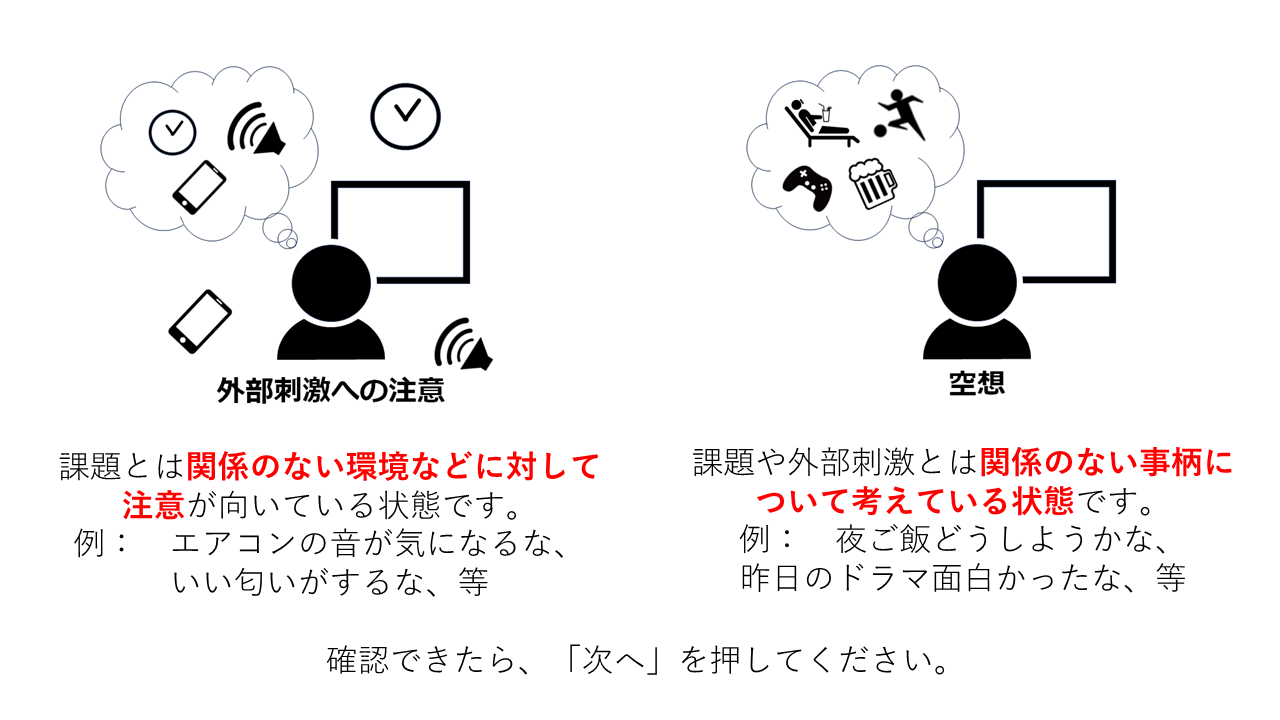 外部刺激への注意
課題とは関係のない環境などに対して
注意が向いている状態です。
例：　エアコンの音が気になるな、
いい匂いがするな、等
空想
課題や外部刺激とは関係のない事柄に
ついて考えている状態です。
例：　夜ご飯どうしようかな、
昨日のドラマ面白かったな、等
確認できたら、「次へ」を押してください。